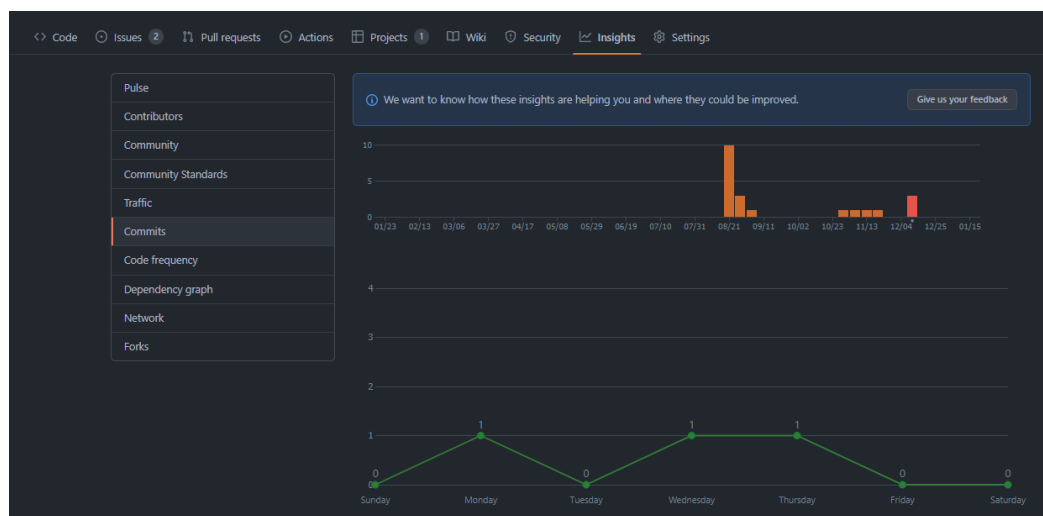 Code Issues 2 Pull requests Actions Projects 1 Wiki Security Insights Settings
Pulse
Contributors
Community
Community Standards
Traffic
Commits
Code frequency
Dependency graph
Network
Forks
We want to know how these insights are helping you and where they could be improved. Give us your feedback
10
5
0
01/23 02/13 03/06 03/27 04/17 05/08 05/29 06/19 07/10 07/31 08/21 09/11 10/02 10/23 11/13 12/04 12/25 01/15
4
3
2
1
0
0 1 0 1 1 0 0
Sunday Monday Tuesday Wednesday Thursday Friday Saturday